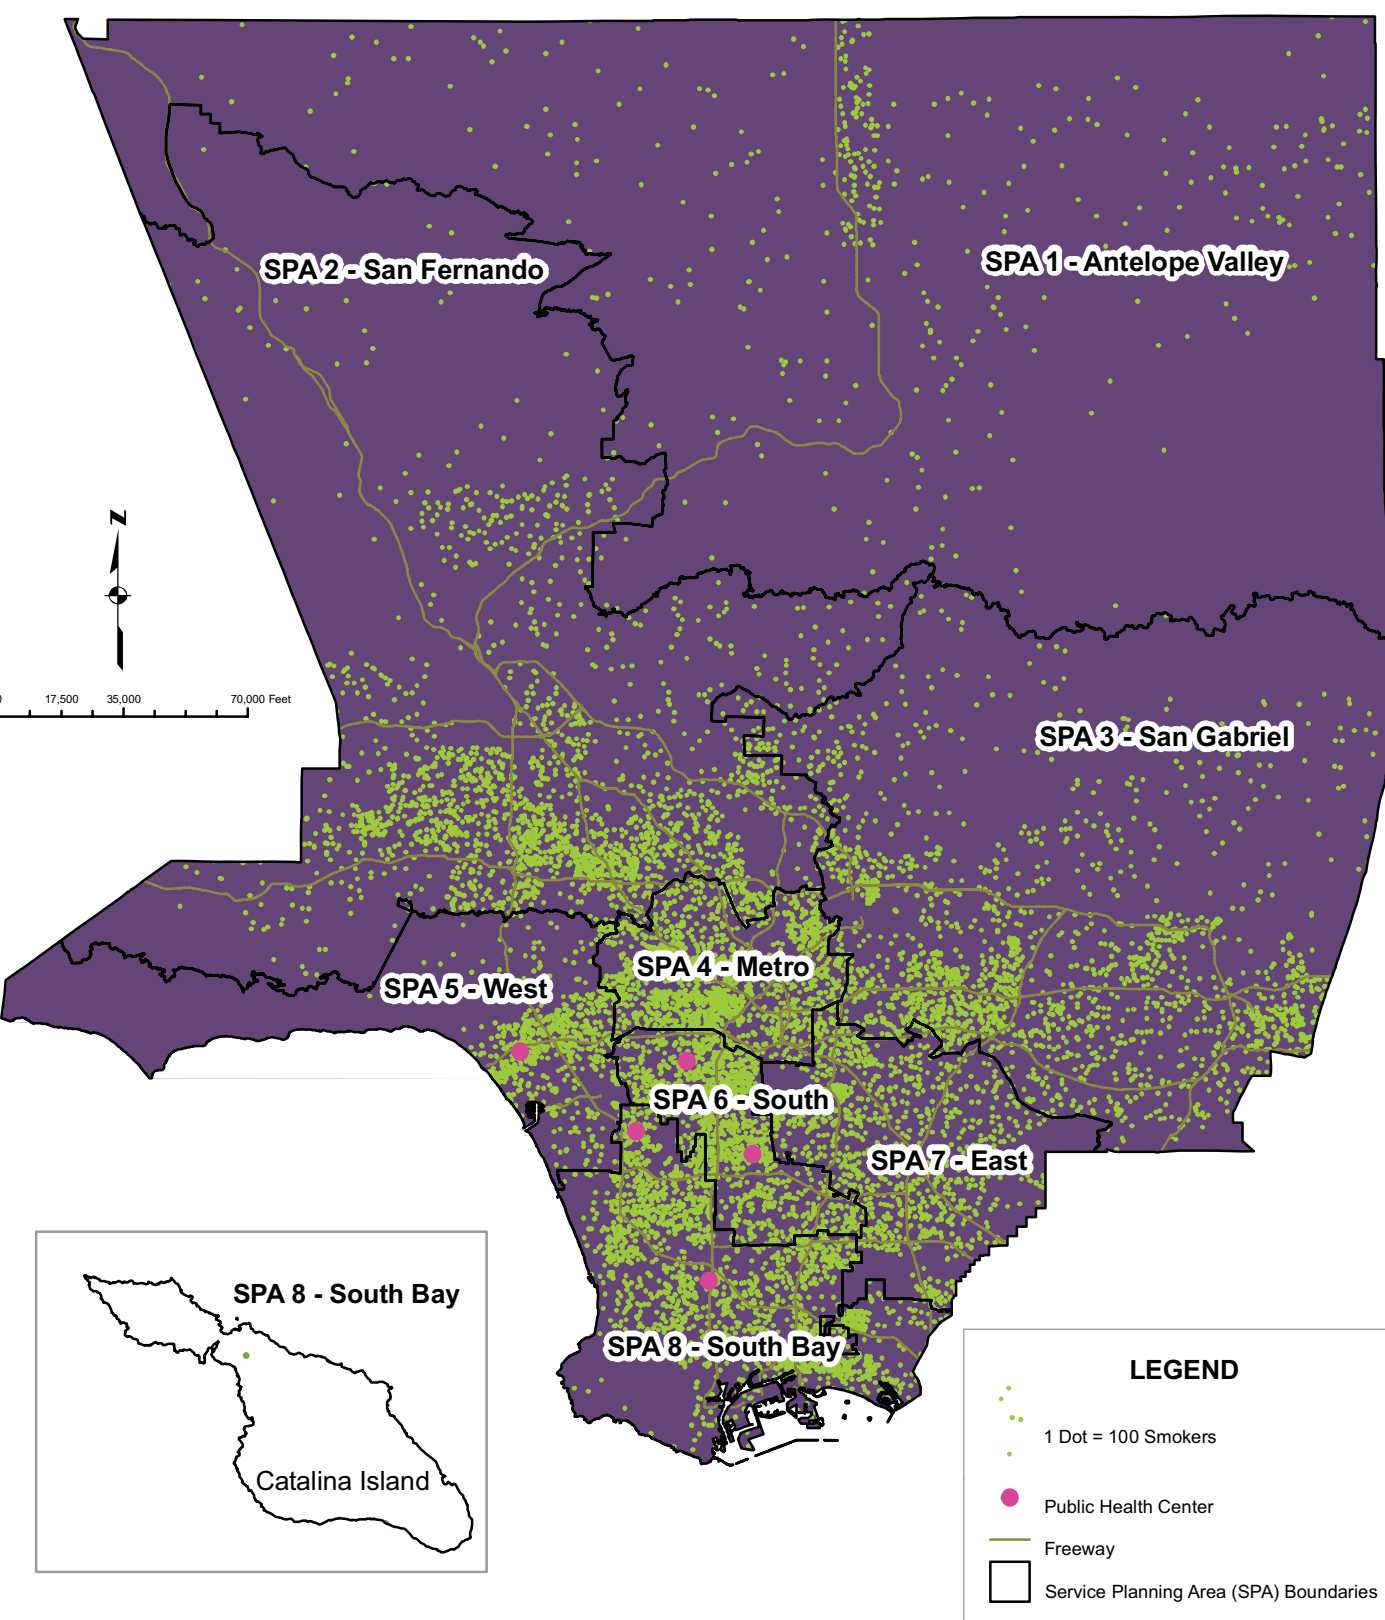 SPA 2 - San Fernando
SPA 1 - Antelope Valley
N
0 17,500 35,000 70,000 Feet
SPA 3 - San Gabriel
SPA 4 - Metro
SPA 5 - West
SPA 6 - South
SPA 7 - East
SPA 8 - South Bay
SPA 8 - South Bay
Catalina Island
LEGEND
1 Dot = 100 Smokers
Public Health Center
Freeway
Service Planning Area (SPA) Boundaries